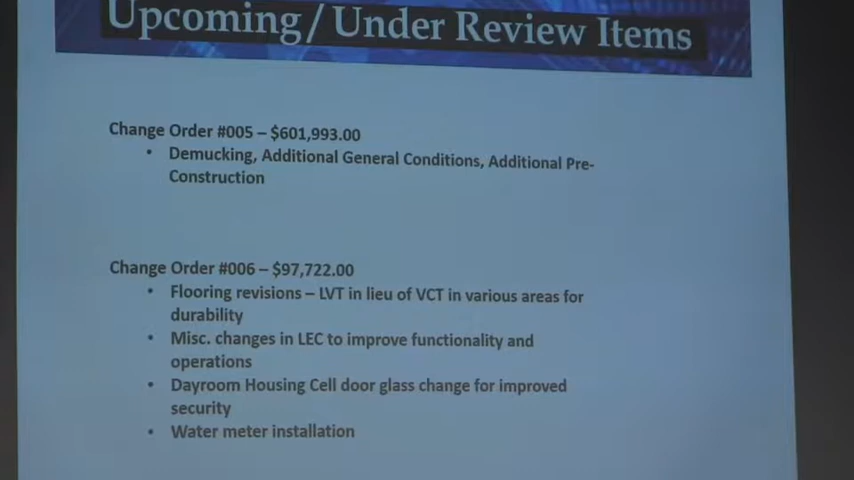 Upcoming/Under Review Items
Change Order #005 – $601,993.00
• Demucking, Additional General Conditions, Additional Pre-
Construction
Change Order #006 – $97,722.00
• Flooring revisions – LVT in lieu of VCT in various areas for
durability
• Misc. changes in LEC to improve functionality and
operations
• Dayroom Housing Cell door glass change for improved
security
• Water meter installation